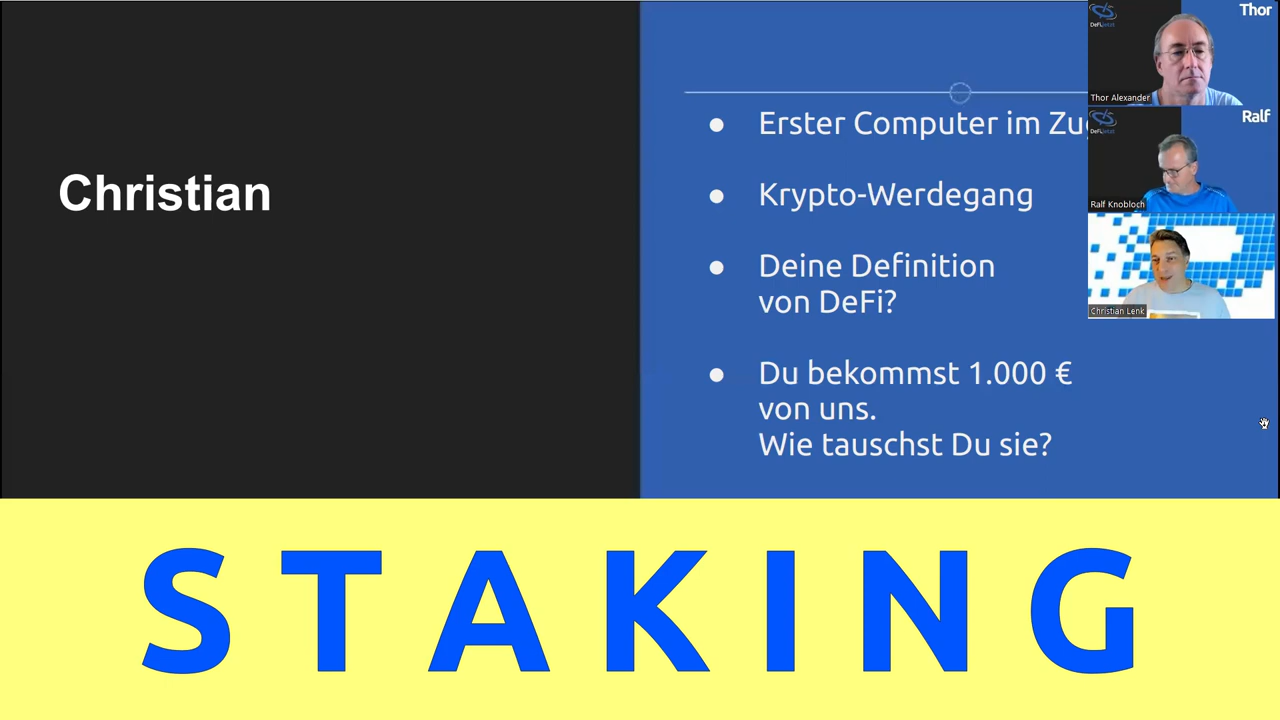 Christian
Erster Computer im Zu
Krypto-Werdegang
Deine Definition
von DeFi?
Du bekommst 1.000 €
von uns.
Wie tauschst Du sie?
Thor
Thor Alexander
Ralf
Ralf Knobloch
Christian Lenk
STAKING